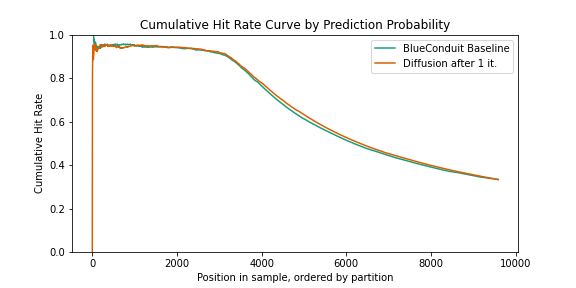 Cumulative Hit Rate Curve by Prediction Probability
1.0
0.8
0.6
0.4
0.2
0.0
Cumulative Hit Rate
BlueConduit Baseline
Diffusion after 1 it.
0 2000 4000 6000 8000 10000
Position in sample, ordered by partition